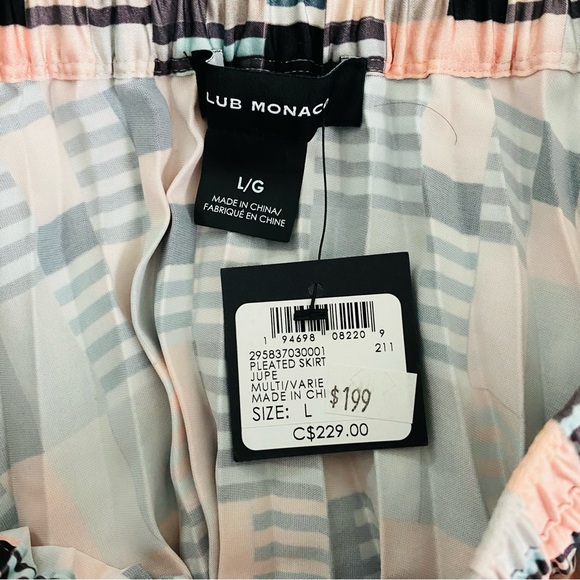 LUB MONACO
L/G
MADE IN CHINA/
FABRIQUÉ EN CHINE
1 94698 08220 9
295837030001 211
PLEATED SKIRT
JUPE
MULTI/VARIE
MADE IN CHI
SIZE: L
$199
C$229.00